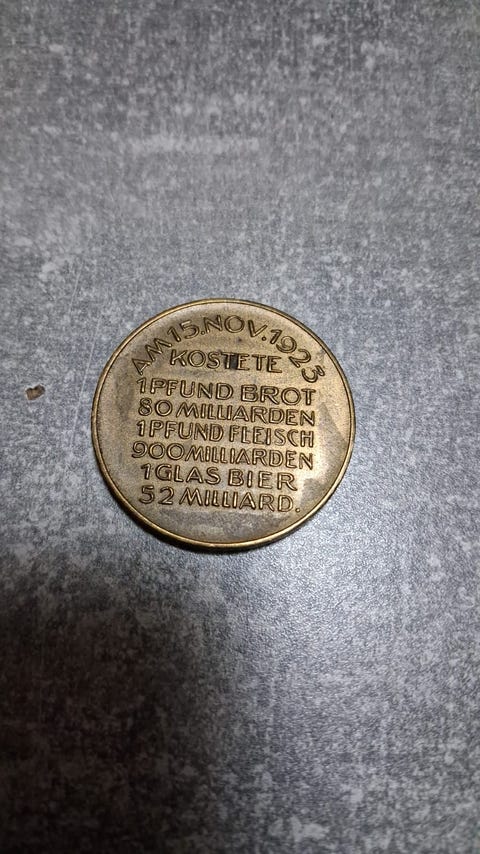 AM 15. NOV. 1923
KOSTETE
1 PFUND BROT
80 MILLIARDEN
1 PFUND FLEISCH
900 MILLIARDEN
1 GLAS BIER
52 MILLIARD.